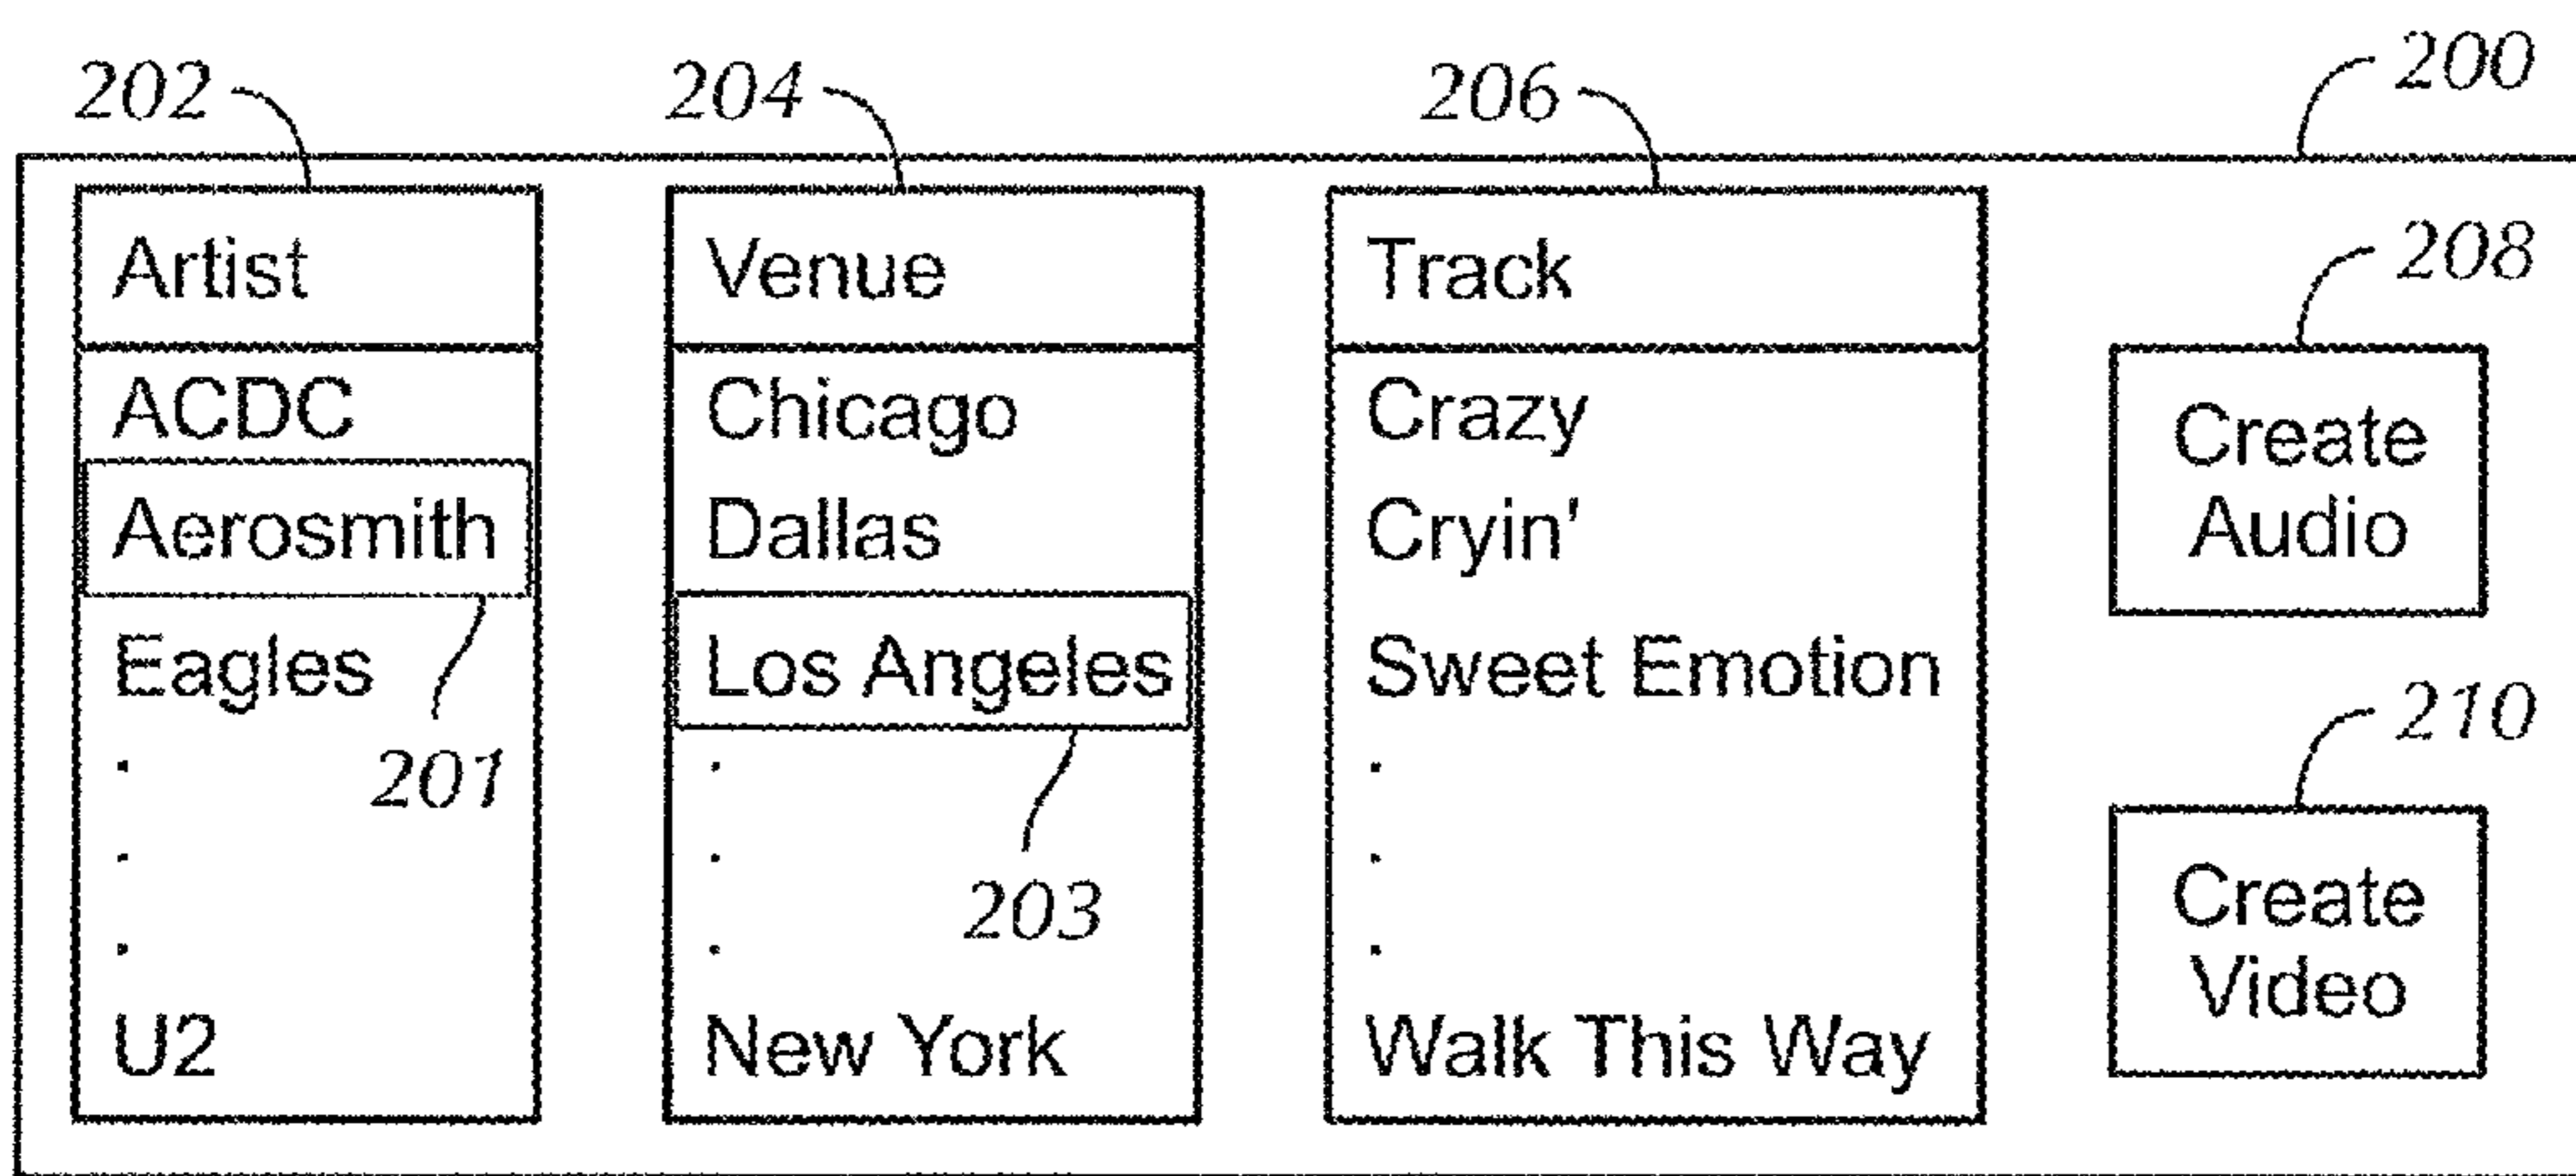 202
204
206
200
Artist
ACDC
Aerosmith
Eagles
.
.
.
U2
201
Venue
Chicago
Dallas
Los Angeles
.
.
.
New York
203
Track
Crazy
Cryin'
Sweet Emotion
.
.
.
Walk This Way
208
Create
Audio
210
Create
Video